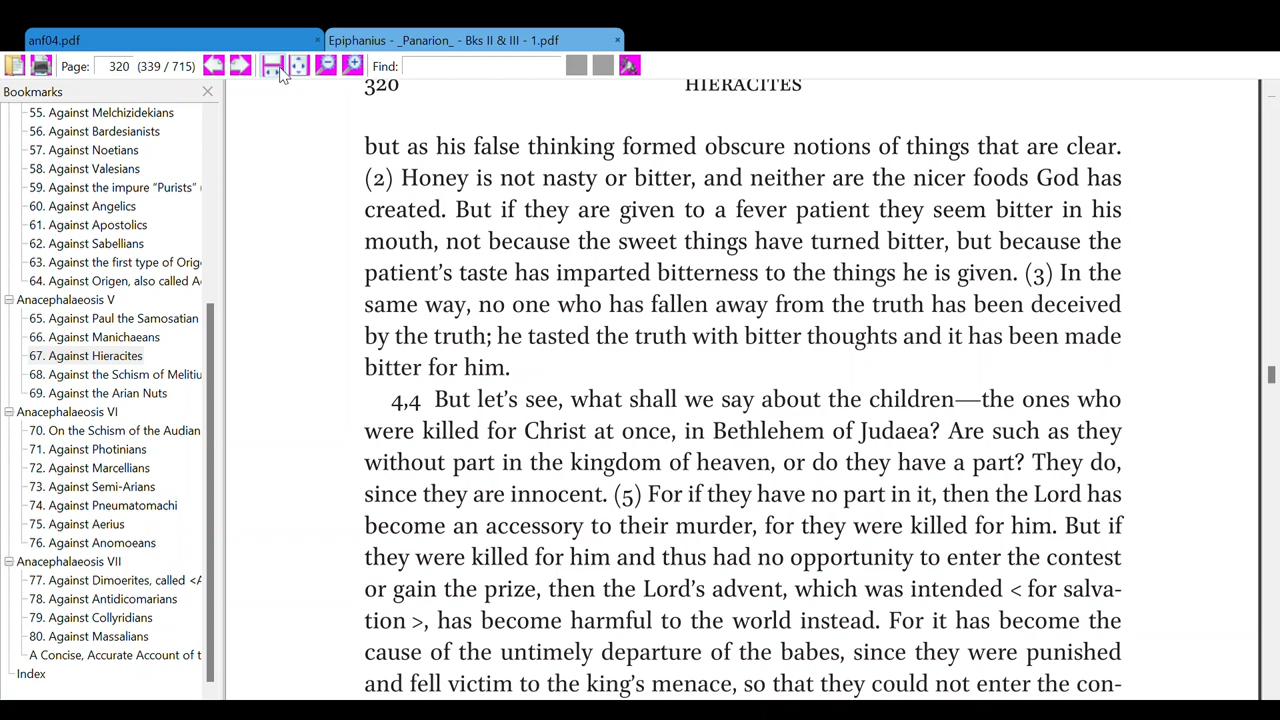 anf04.pdf
Epiphanius - _Panarion_ - Bks II & III - 1.pdf
Page: 320 (339 / 715) Find:
Bookmarks
55. Against Melchizidekians
56. Against Bardesianists
57. Against Noetians
58. Against Valesians
59. Against the impure “Purists” (
60. Against Angelics
61. Against Apostolics
62. Against Sabellians
63. Against the first type of Orig
64. Against Origen, also called A
Anacephalaeosis V
65. Against Paul the Samosatian
66. Against Manichaeans
67. Against Hieracites
68. Against the Schism of Melitiu
69. Against the Arian Nuts
Anacephalaeosis VI
70. On the Schism of the Audian
71. Against Photinians
72. Against Marcellians
73. Against Semi-Arians
74. Against Pneumatomachi
75. Against Aerius
76. Against Anomoeans
Anacephalaeosis VII
77. Against Dimoerites, called <A
78. Against Antidicomarians
79. Against Collyridians
80. Against Massalians
A Concise, Accurate Account of t
Index
320 HIERACITES
but as his false thinking formed obscure notions of things that are clear.
(2) Honey is not nasty or bitter, and neither are the nicer foods God has
created. But if they are given to a fever patient they seem bitter in his
mouth, not because the sweet things have turned bitter, but because the
patient’s taste has imparted bitterness to the things he is given. (3) In the
same way, no one who has fallen away from the truth has been deceived
by the truth; he tasted the truth with bitter thoughts and it has been made
bitter for him.
4,4 But let’s see, what shall we say about the children—the ones who
were killed for Christ at once, in Bethlehem of Judaea? Are such as they
without part in the kingdom of heaven, or do they have a part? They do,
since they are innocent. (5) For if they have no part in it, then the Lord has
become an accessory to their murder, for they were killed for him. But if
they were killed for him and thus had no opportunity to enter the contest
or gain the prize, then the Lord’s advent, which was intended < for salva-
tion >, has become harmful to the world instead. For it has become the
cause of the untimely departure of the babes, since they were punished
and fell victim to the king’s menace, so that they could not enter the con-